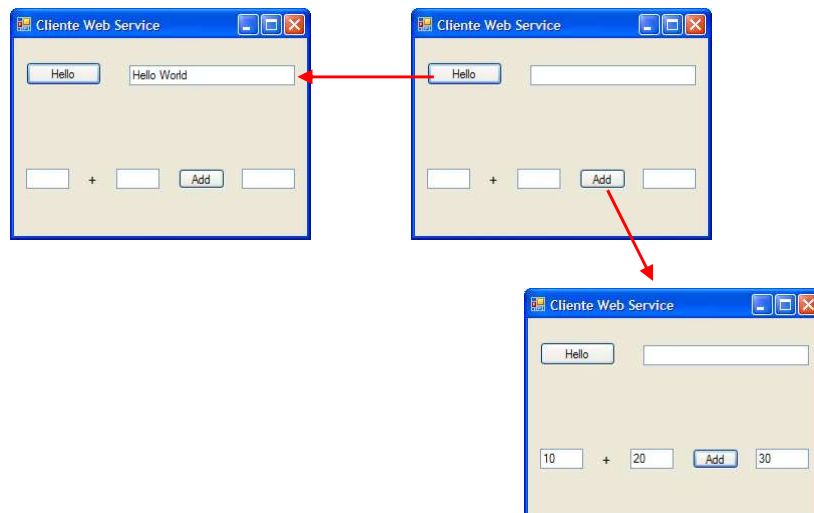 Cliente Web Service
Hello Hello World
+ Add
Cliente Web Service
Hello
+ Add
Cliente Web Service
Hello
10 + 20 Add 30